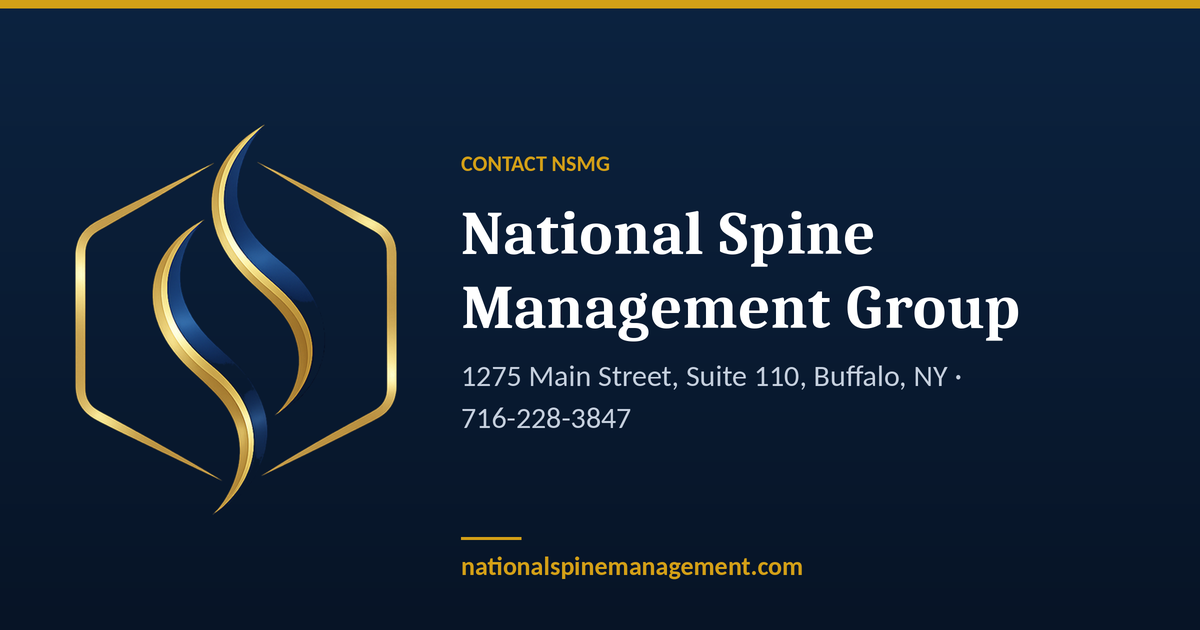 CONTACT NSMG
National Spine
Management Group
1275 Main Street, Suite 110, Buffalo, NY ·
716-228-3847
nationalspinemanagement.com